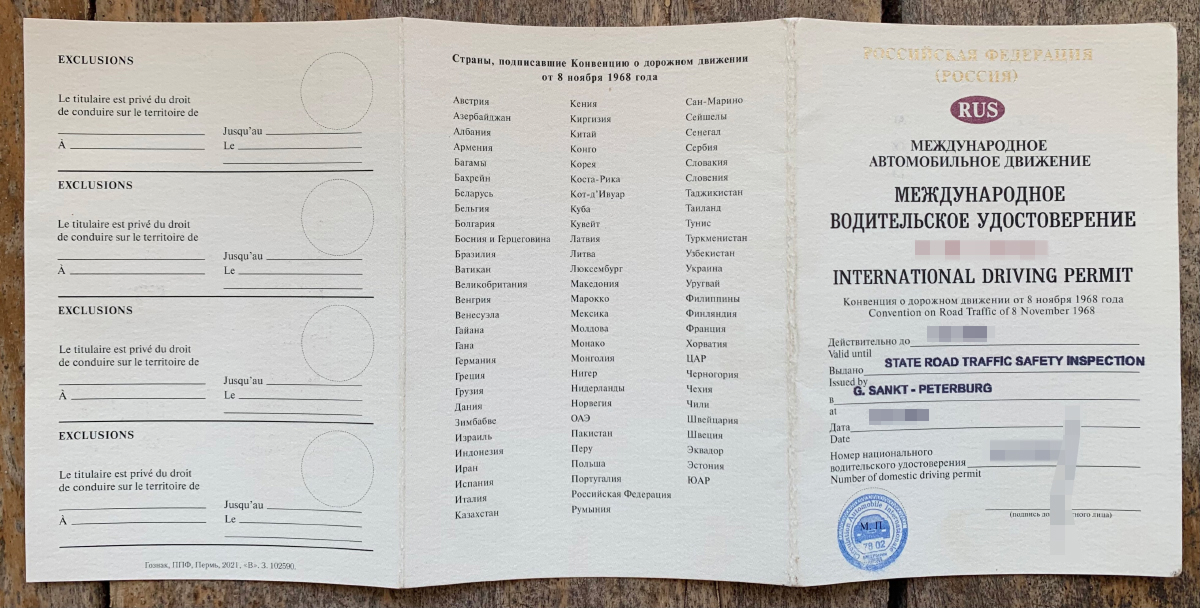 EXCLUSIONS
Le titulaire est privé du droit
de conduire sur le territoire de
Jusqu'au
À Le
EXCLUSIONS
Le titulaire est privé du droit
de conduire sur le territoire de
Jusqu'au
À Le
EXCLUSIONS
Le titulaire est privé du droit
de conduire sur le territoire de
Jusqu'au
À Le
EXCLUSIONS
Le titulaire est privé du droit
de conduire sur le territoire de
Jusqu'au
À Le
Гознак, ППФ, Пермь, 2021, «В». З. 102590.
Страны, подписавшие Конвенцию о дорожном движении
от 8 ноября 1968 года
Австрия
Азербайджан
Албания
Армения
Багамы
Бахрейн
Беларусь
Бельгия
Болгария
Босния и Герцеговина
Бразилия
Ватикан
Великобритания
Венгрия
Венесуэла
Гайана
Гана
Германия
Греция
Грузия
Дания
Зимбабве
Израиль
Индонезия
Иран
Испания
Италия
Казахстан
Кения
Киргизия
Китай
Конго
Корея
Коста-Рика
Кот-д'Ивуар
Куба
Кувейт
Латвия
Литва
Люксембург
Македония
Марокко
Мексика
Молдова
Монако
Монголия
Нигер
Нидерланды
Норвегия
ОАЭ
Пакистан
Перу
Польша
Португалия
Российская Федерация
Румыния
Сан-Марино
Сейшелы
Сенегал
Сербия
Словакия
Словения
Таджикистан
Таиланд
Тунис
Туркменистан
Узбекистан
Украина
Уругвай
Филиппины
Финляндия
Франция
Хорватия
ЦАР
Черногория
Чехия
Чили
Швейцария
Швеция
Эквадор
Эстония
ЮАР
РОССИЙСКАЯ ФЕДЕРАЦИЯ
(РОССИЯ)
RUS
МЕЖДУНАРОДНОЕ
АВТОМОБИЛЬНОЕ ДВИЖЕНИЕ
МЕЖДУНАРОДНОЕ
ВОДИТЕЛЬСКОЕ УДОСТОВЕРЕНИЕ
INTERNATIONAL DRIVING PERMIT
Конвенция о дорожном движении от 8 ноября 1968 года
Convention on Road Traffic of 8 November 1968
Действительно до
Valid until
Выдано STATE ROAD TRAFFIC SAFETY INSPECTION
Issued by
в G. SANKT - PETERBURG
at
Дата
Date
Номер национального
водительского удостоверения
Number of domestic driving permit
(подпись лица)
М. П.
78 02